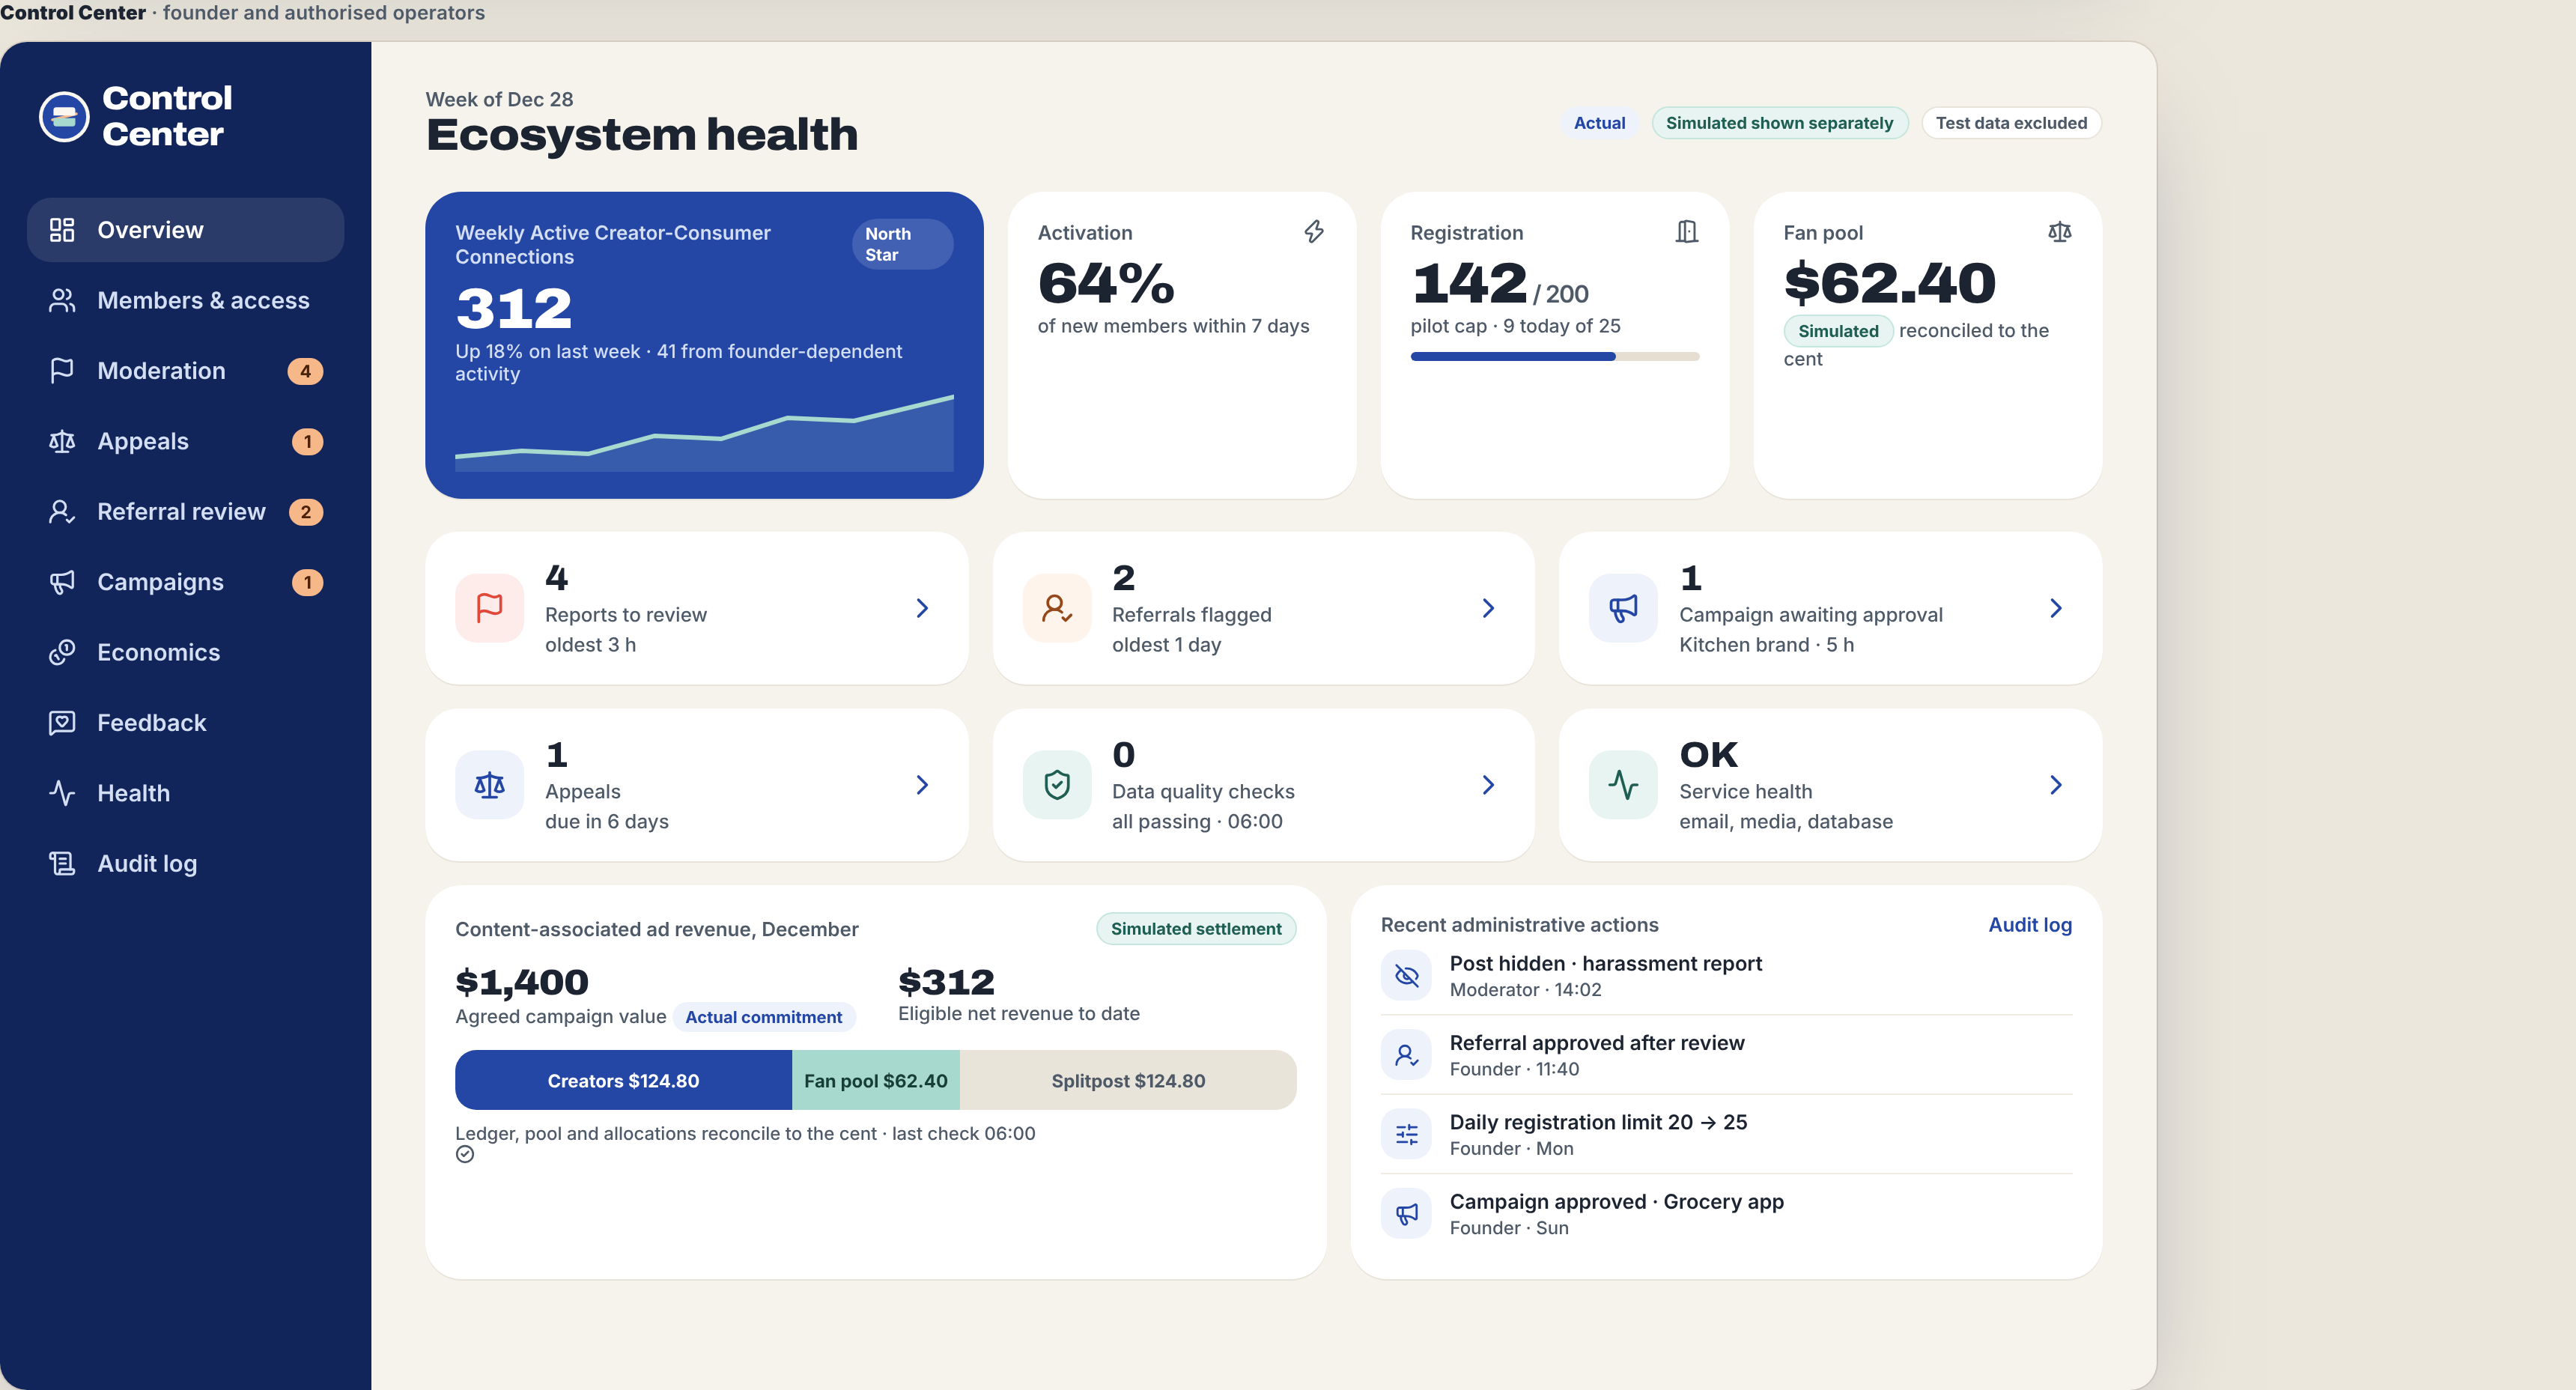 Control Center · founder and authorised operators
Control
Center
Overview
Members & access
Moderation 4
Appeals 1
Referral review 2
Campaigns 1
Economics
Feedback
Health
Audit log
Week of Dec 28
Ecosystem health
Actual
Simulated shown separately
Test data excluded
Weekly Active Creator-Consumer
Connections
North
Star
312
Up 18% on last week · 41 from founder-dependent
activity
Activation
64%
of new members within 7 days
Registration
142 / 200
pilot cap · 9 today of 25
Fan pool
$62.40
Simulated reconciled to the
cent
4
Reports to review
oldest 3 h
2
Referrals flagged
oldest 1 day
1
Campaign awaiting approval
Kitchen brand · 5 h
1
Appeals
due in 6 days
0
Data quality checks
all passing · 06:00
OK
Service health
email, media, database
Content-associated ad revenue, December
Simulated settlement
$1,400
Agreed campaign value Actual commitment
$312
Eligible net revenue to date
Creators $124.80
Fan pool $62.40
Splitpost $124.80
Ledger, pool and allocations reconcile to the cent · last check 06:00
Recent administrative actions
Audit log
Post hidden · harassment report
Moderator · 14:02
Referral approved after review
Founder · 11:40
Daily registration limit 20 → 25
Founder · Mon
Campaign approved · Grocery app
Founder · Sun